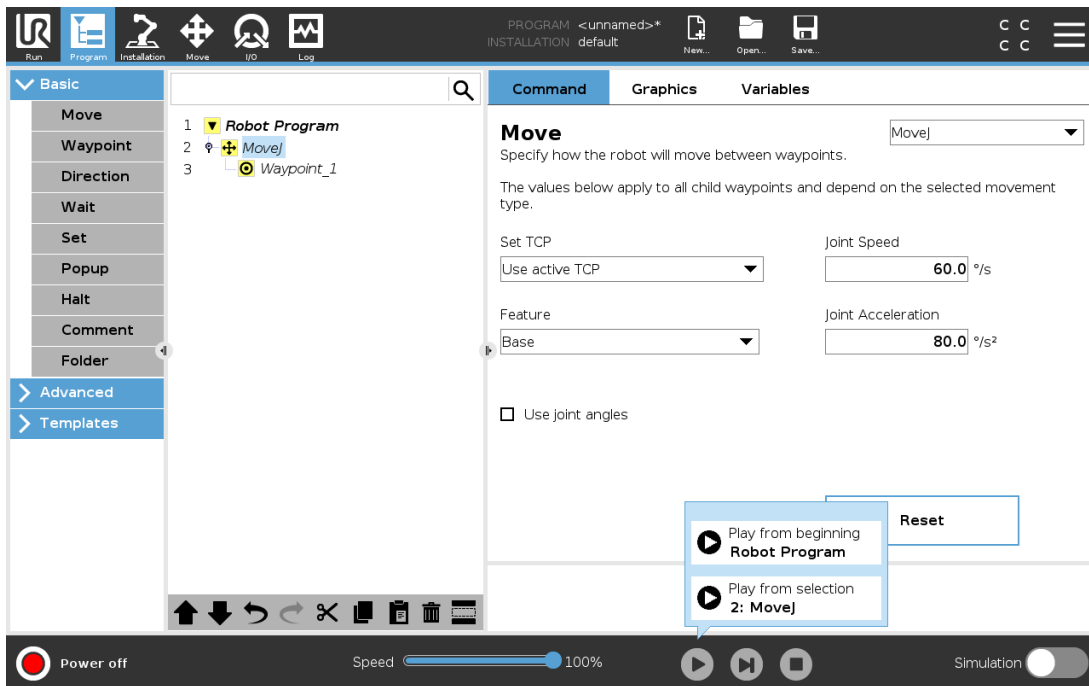 PROGRAM <unnamed>*
INSTALLATION default
UR
Run
Program
Installation
Move
I/O
Log
New...
Open...
Save...
C C
C C
Basic
Move
Waypoint
Direction
Wait
Set
Popup
Halt
Comment
Folder
Advanced
Templates
1 Robot Program
2 MoveJ
3 Waypoint_1
Command Graphics Variables
Move
MoveJ
Specify how the robot will move between waypoints.
The values below apply to all child waypoints and depend on the selected movement
type.
Set TCP
Joint Speed
Use active TCP
60.0 °/s
Feature
Joint Acceleration
Base
80.0 °/s²
Use joint angles
Reset
Play from beginning
Robot Program
Play from selection
2: MoveJ
Power off
Speed
100%
Simulation